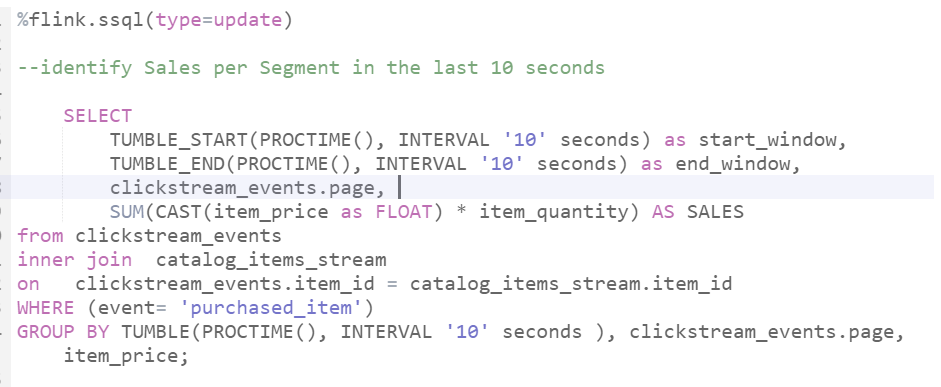 %flink.ssql(type=update)
--identify Sales per Segment in the last 10 seconds
SELECT
TUMBLE_START(PROCTIME(), INTERVAL '10' seconds) as start_window,
TUMBLE_END(PROCTIME(), INTERVAL '10' seconds) as end_window,
clickstream_events.page,
SUM(CAST(item_price as FLOAT) * item_quantity) AS SALES
from clickstream_events
inner join  catalog_items_stream
on   clickstream_events.item_id = catalog_items_stream.item_id
WHERE (event= 'purchased_item')
GROUP BY TUMBLE(PROCTIME(), INTERVAL '10' seconds ), clickstream_events.page,
item_price;